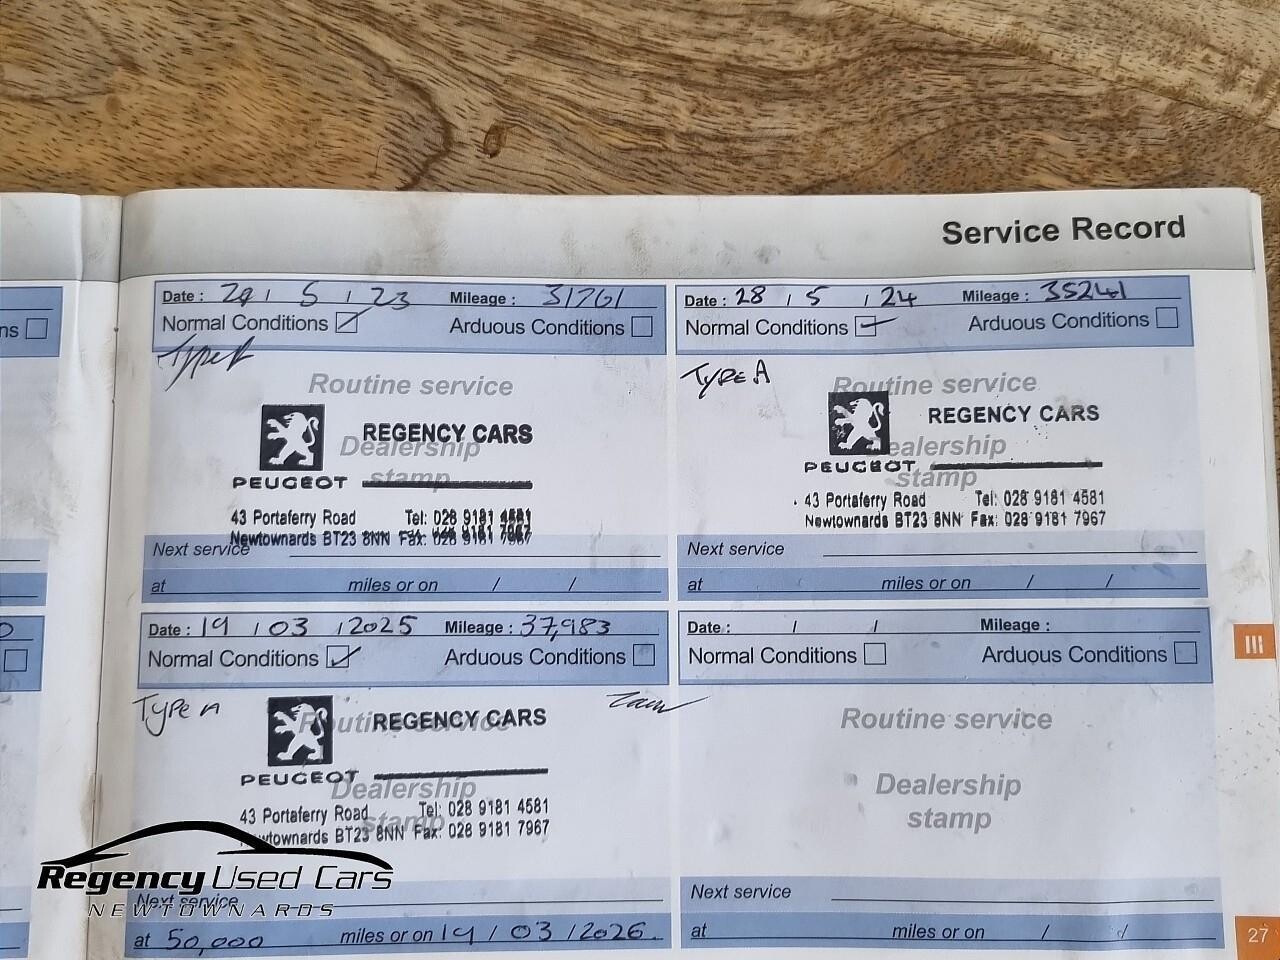 Service Record
Date : 29 / 5 / 23 Mileage : 31761
Normal Conditions Arduous Conditions
Type A
Routine service
REGENCY CARS
Dealership
stamp
PEUGEOT
43 Portaferry Road Tel: 028 9181 4581
Newtownards BT23 8NN Fax: 028 9181 7967
Next service
at miles or on / /
Date : 28 / 5 / 24 Mileage : 35241
Normal Conditions Arduous Conditions
TYPE A
Routine service
REGENCY CARS
Dealership
PEUGEOT
stamp
43 Portaferry Road Tel: 028 9181 4581
Newtownards BT23 8NN Fax: 028 9181 7967
Next service
at miles or on / /
ns
Date : 19 / 03 / 2025 Mileage : 37,983
Normal Conditions Arduous Conditions
TYPE A
Routine service
REGENCY CARS
PEUGEOT
Dealership
stamp
43 Portaferry Road Tel: 028 9181 4581
Newtownards BT23 8NN Fax: 028 9181 7967
Next service
at 50,000 miles or on 19 / 03 / 2026
Date : / / Mileage :
Normal Conditions Arduous Conditions
Routine service
Dealership
stamp
Next service
at miles or on / /
III
27
Regency Used Cars
NEWTOWNARDS